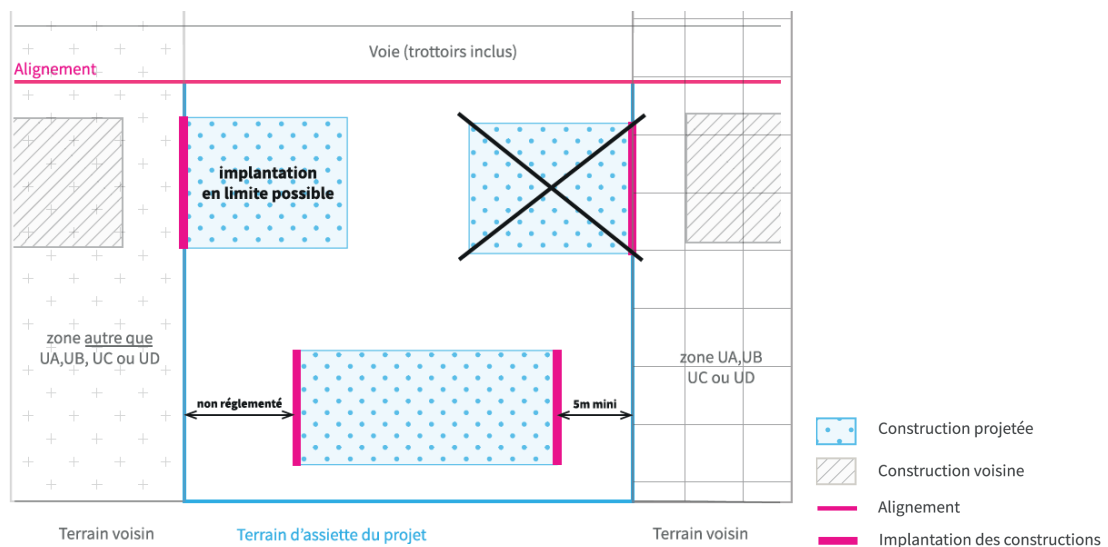 Voie (trottoirs inclus)
Alignement
implantation
en limite possible
zone autre que
UA,UB, UC ou UD
zone UA,UB
UC ou UD
non réglementé
5m mini
Terrain voisin
Terrain d'assiette du projet
Terrain voisin
Construction projetée
Construction voisine
Alignement
Implantation des constructions